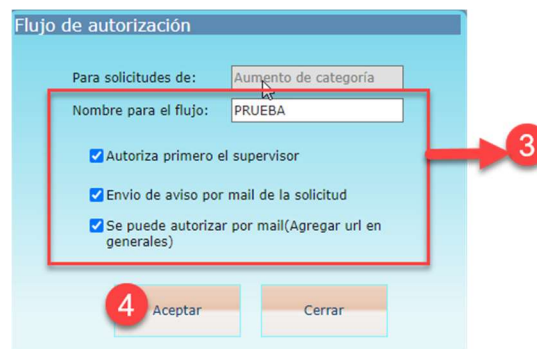 Flujo de autorización
Para solicitudes de: Aumento de categoría
Nombre para el flujo: PRUEBA
Autoriza primero el supervisor
Envio de aviso por mail de la solicitud
Se puede autorizar por mail(Agregar url en
generales)
3
4 Aceptar Cerrar